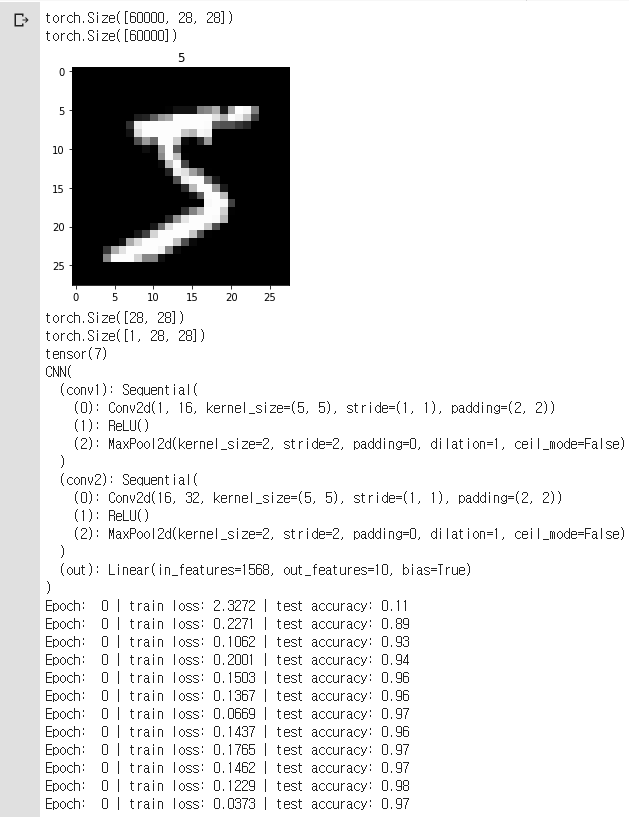 torch.Size([60000, 28, 28])
torch.Size([60000])
5
0
5
10
15
20
25
0 5 10 15 20 25
torch.Size([28, 28])
torch.Size([1, 28, 28])
tensor(7)
CNN(
  (conv1): Sequential(
    (0): Conv2d(1, 16, kernel_size=(5, 5), stride=(1, 1), padding=(2, 2))
    (1): ReLU()
    (2): MaxPool2d(kernel_size=2, stride=2, padding=0, dilation=1, ceil_mode=False)
  )
  (conv2): Sequential(
    (0): Conv2d(16, 32, kernel_size=(5, 5), stride=(1, 1), padding=(2, 2))
    (1): ReLU()
    (2): MaxPool2d(kernel_size=2, stride=2, padding=0, dilation=1, ceil_mode=False)
  )
  (out): Linear(in_features=1568, out_features=10, bias=True)
)
Epoch:  0 | train loss: 2.3272 | test accuracy: 0.11
Epoch:  0 | train loss: 0.2271 | test accuracy: 0.89
Epoch:  0 | train loss: 0.1062 | test accuracy: 0.93
Epoch:  0 | train loss: 0.2001 | test accuracy: 0.94
Epoch:  0 | train loss: 0.1503 | test accuracy: 0.96
Epoch:  0 | train loss: 0.1367 | test accuracy: 0.96
Epoch:  0 | train loss: 0.0669 | test accuracy: 0.97
Epoch:  0 | train loss: 0.1437 | test accuracy: 0.96
Epoch:  0 | train loss: 0.1765 | test accuracy: 0.97
Epoch:  0 | train loss: 0.1462 | test accuracy: 0.97
Epoch:  0 | train loss: 0.1229 | test accuracy: 0.98
Epoch:  0 | train loss: 0.0373 | test accuracy: 0.97